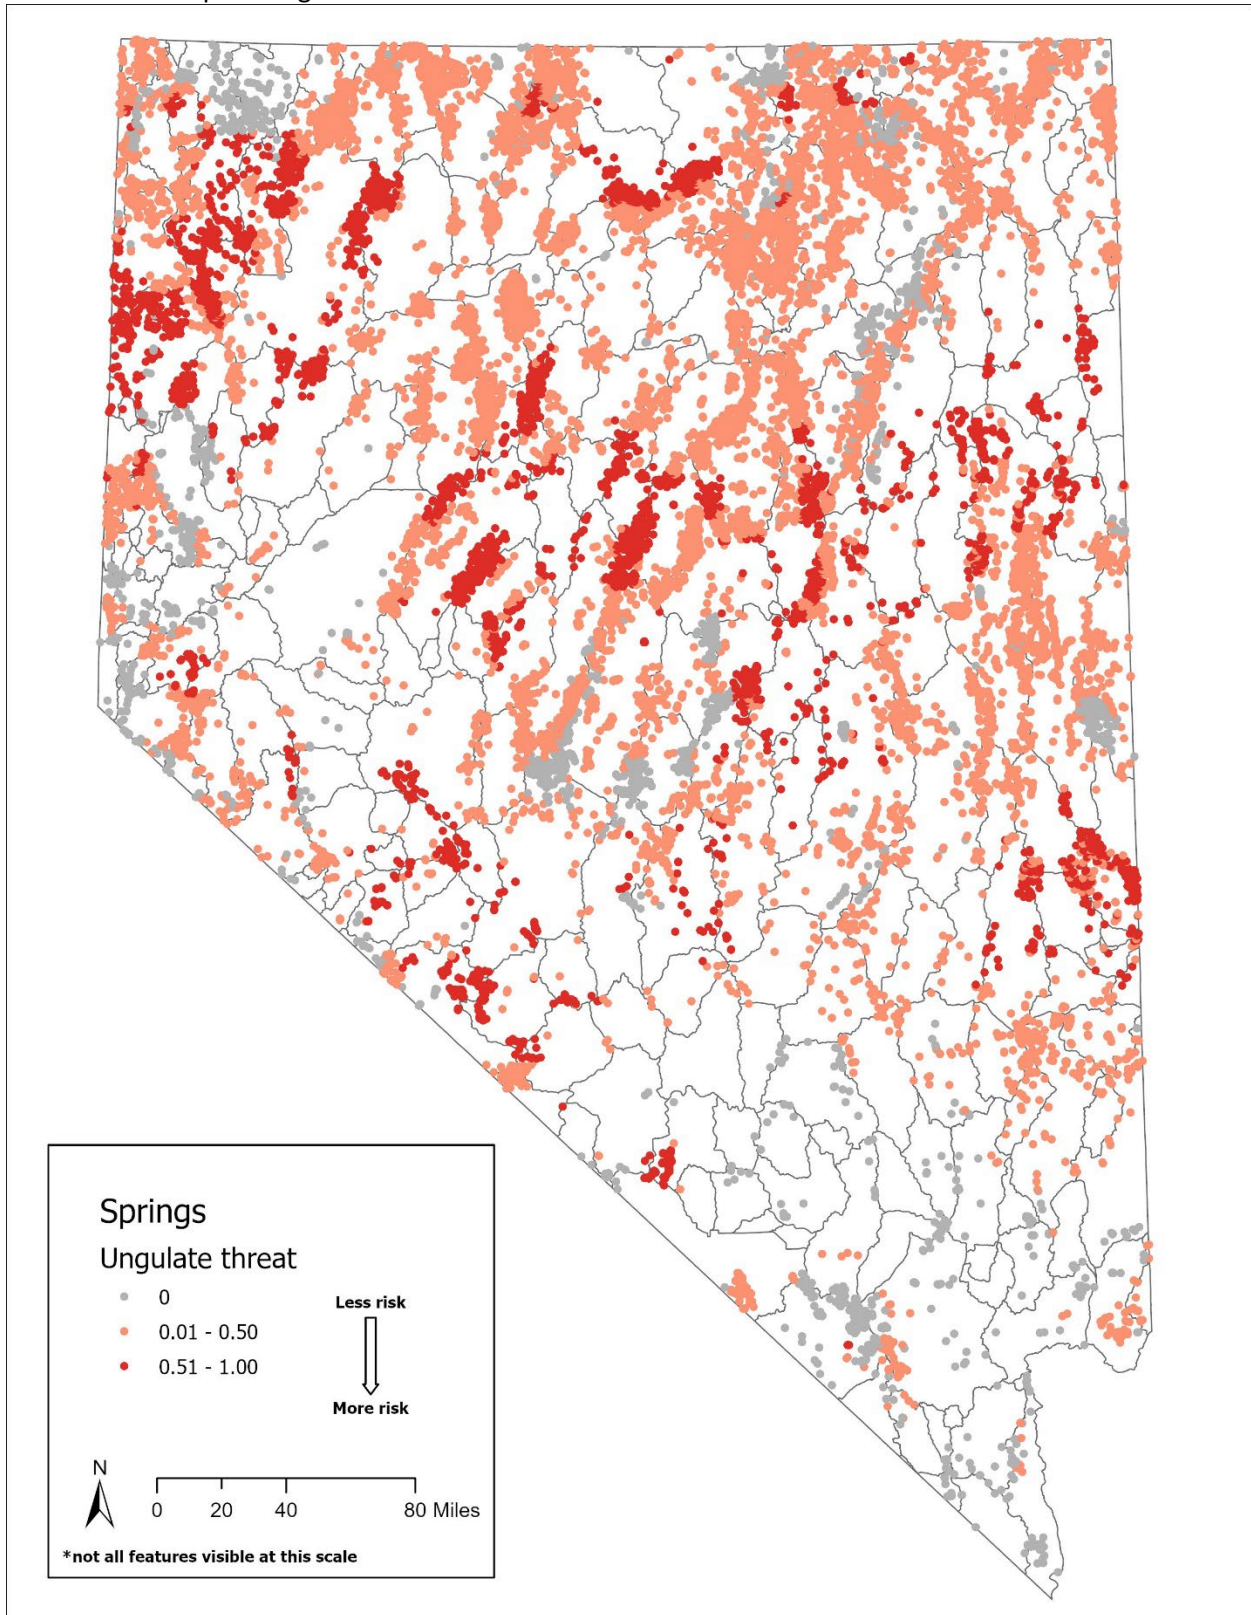 Springs
Ungulate threat
0
0.01 - 0.50
0.51 - 1.00
Less risk
More risk
N
0 20 40 80 Miles
*not all features visible at this scale